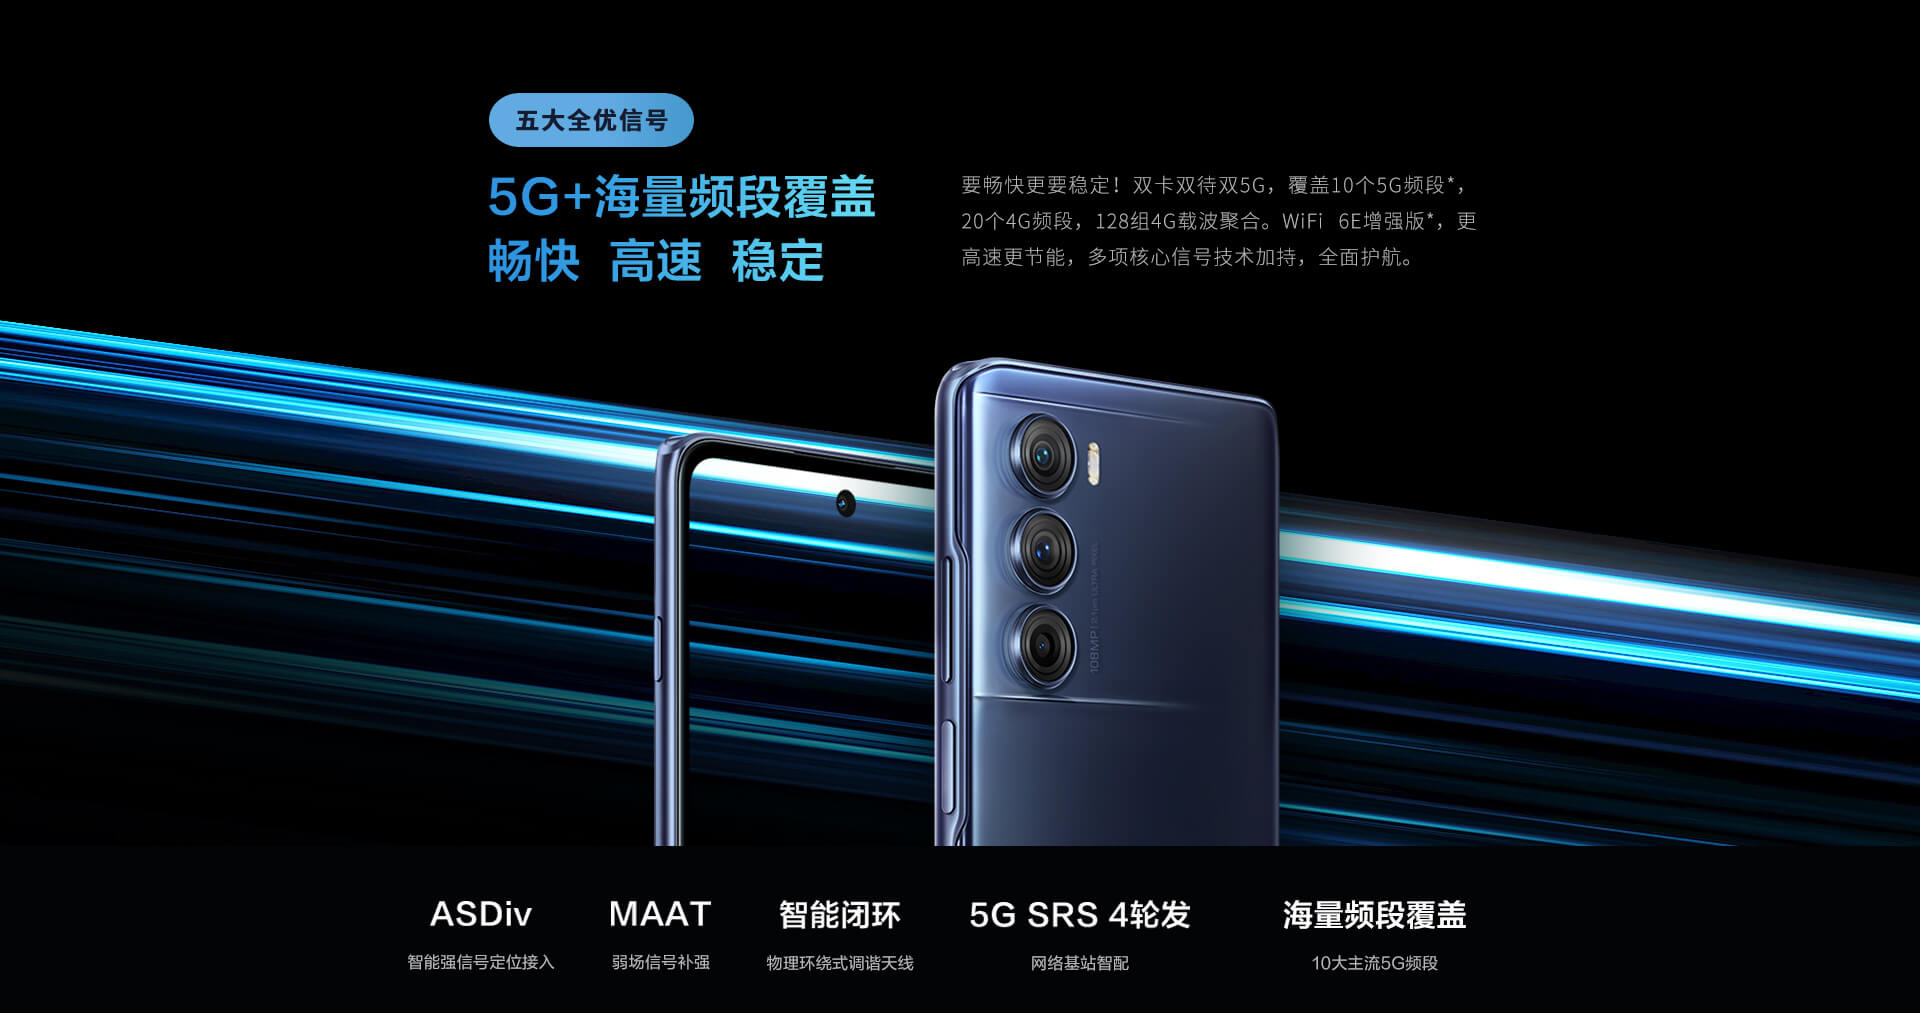 五大全优信号
5G+海量频段覆盖
畅快 高速 稳定
要畅快更要稳定！双卡双待双5G，覆盖10个5G频段*，
20个4G频段，128组4G载波聚合。WiFi 6E增强版*，更
高速更节能，多项核心信号技术加持，全面护航。
108MP | 2.1μm ULTRA PIXEL
ASDiv
智能强信号定位接入
MAAT
弱场信号补强
智能闭环
物理环绕式调谐天线
5G SRS 4轮发
网络基站智配
海量频段覆盖
10大主流5G频段